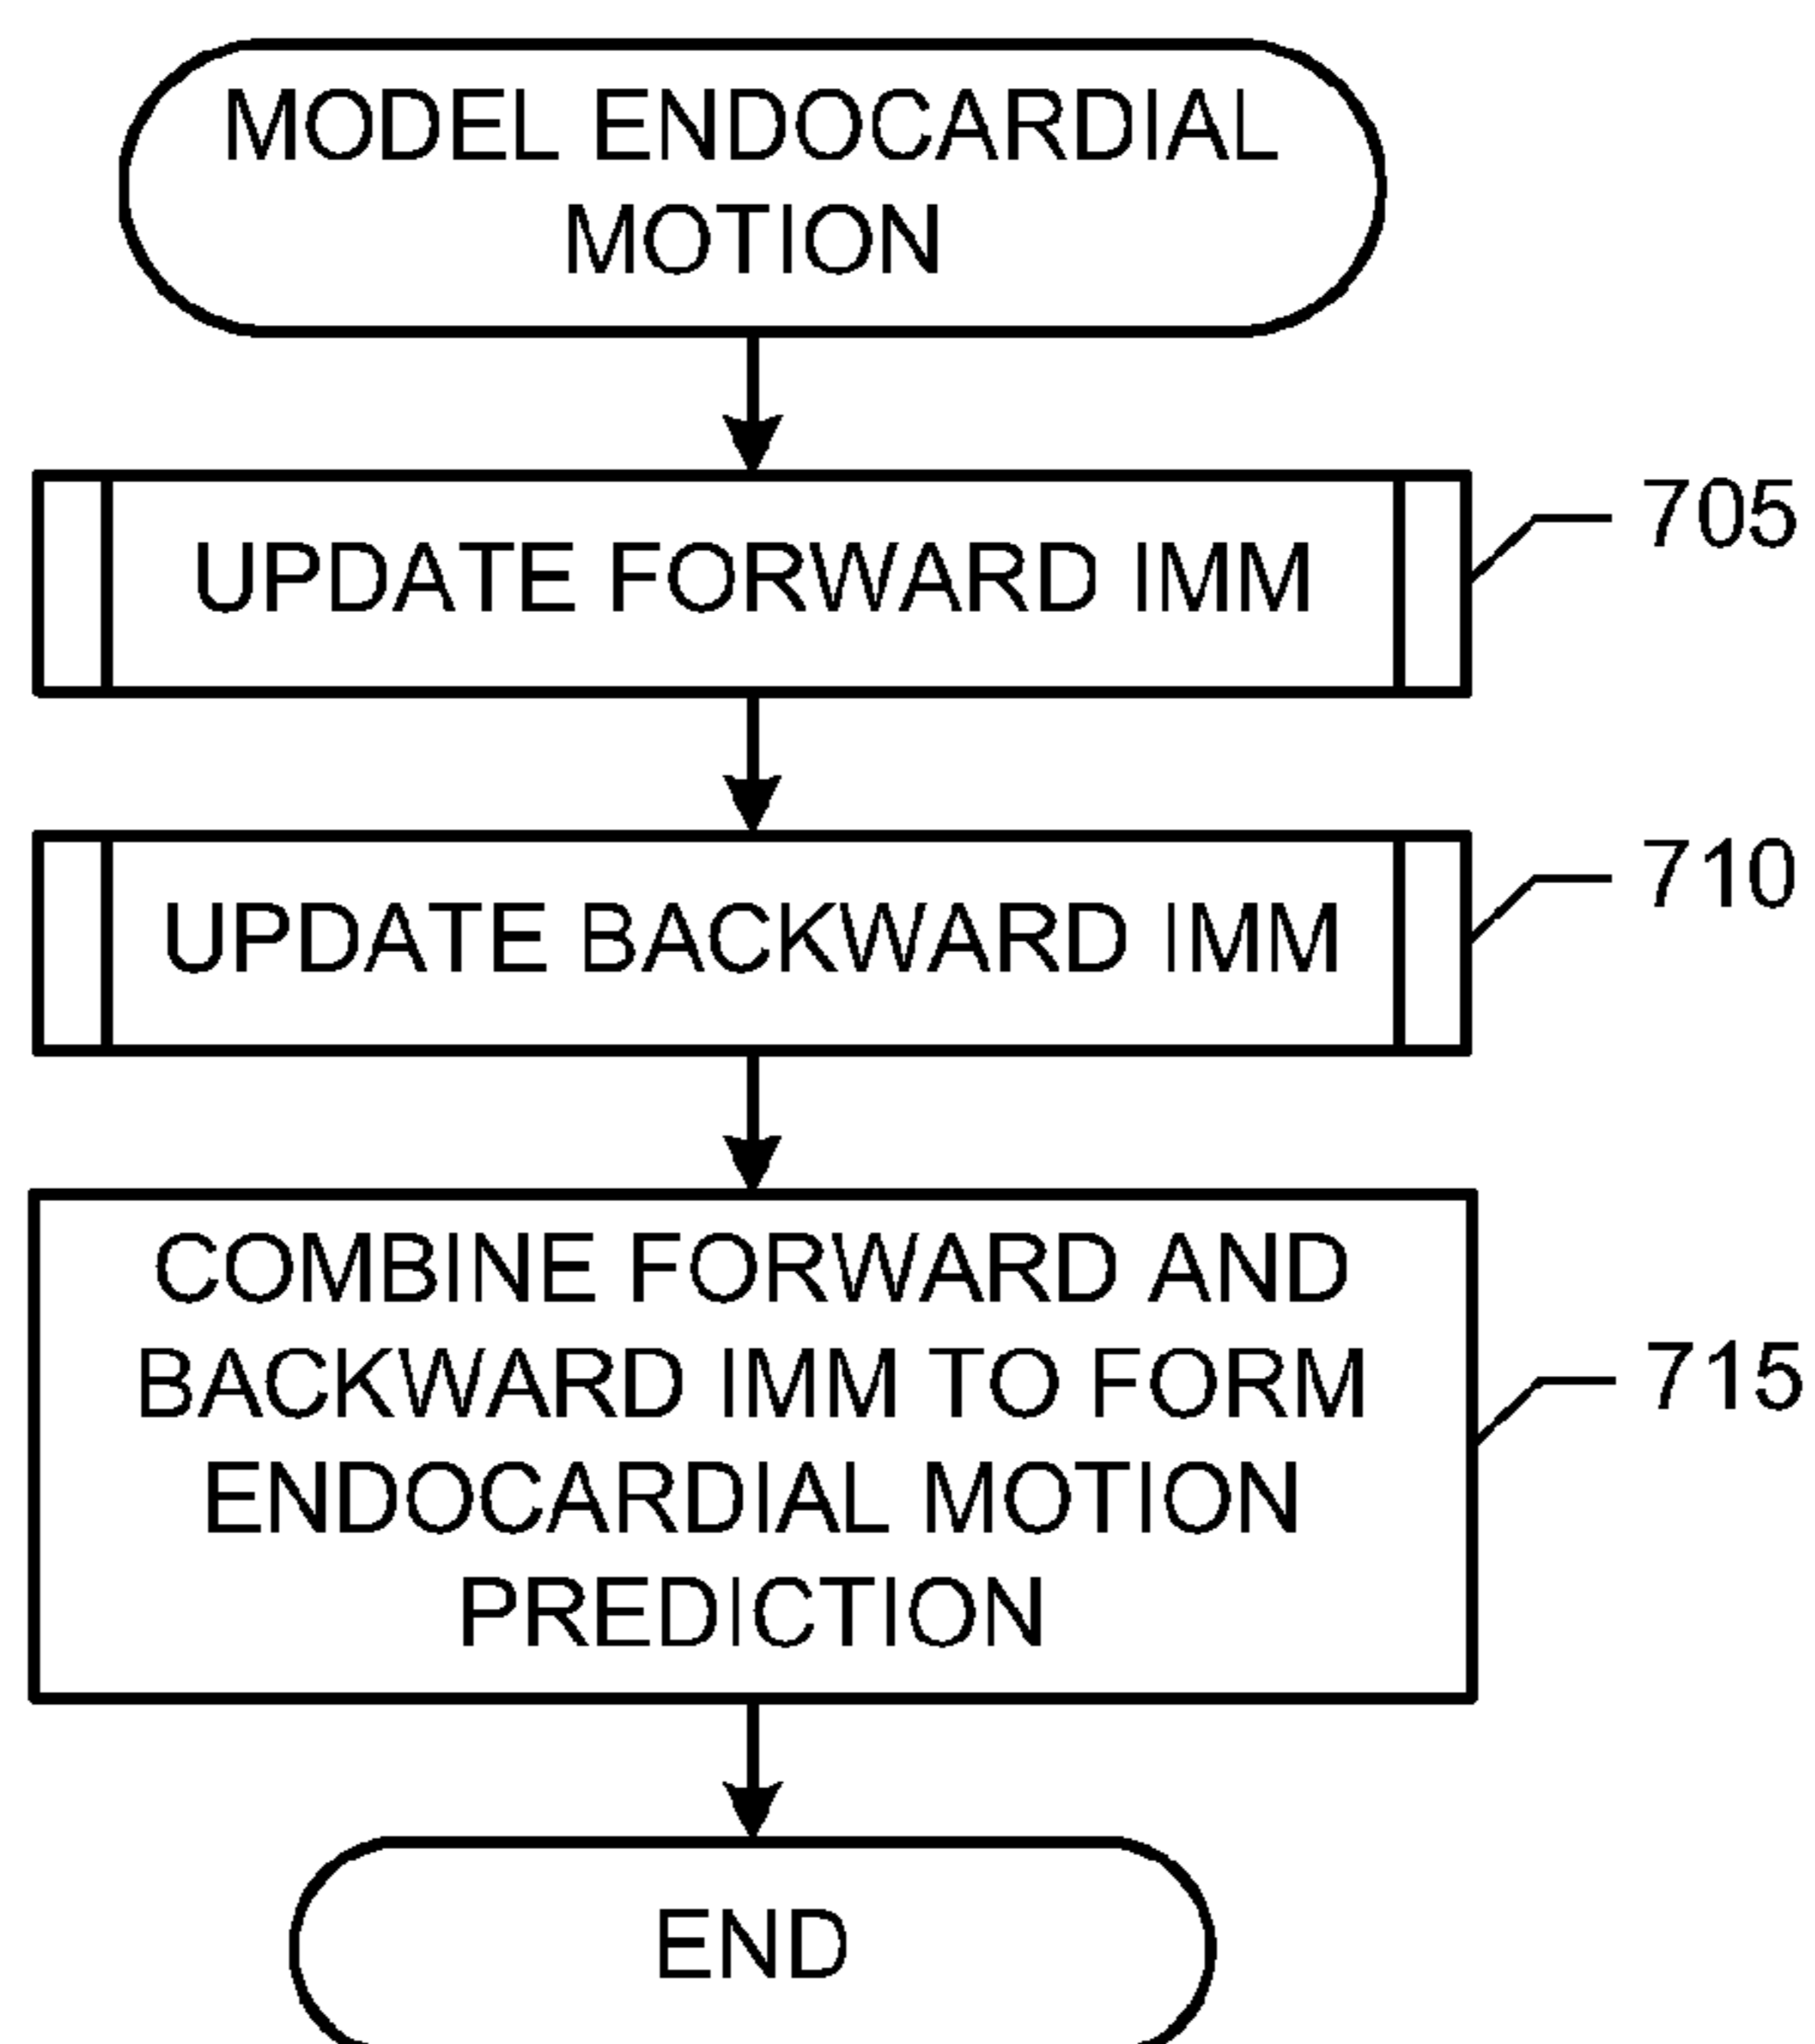 MODEL ENDOCARDIAL
MOTION
UPDATE FORWARD IMM
705
UPDATE BACKWARD IMM
710
COMBINE FORWARD AND
BACKWARD IMM TO FORM
ENDOCARDIAL MOTION
PREDICTION
715
END